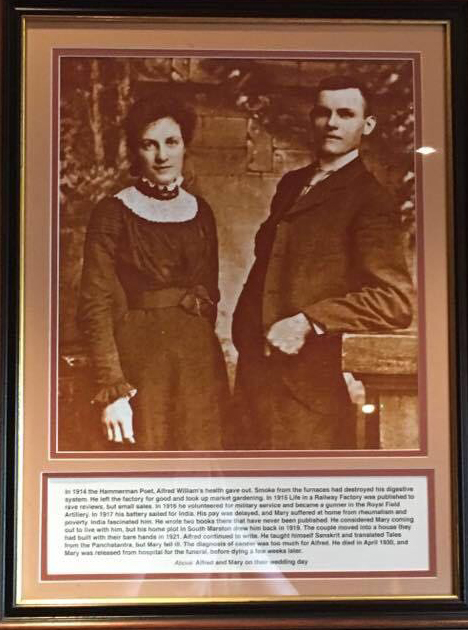 In 1914 the Hammerman Poet, Alfred William's health gave out. Smoke from the furnaces had destroyed his digestive
system. He left the factory for good and took up market gardening. In 1915 Life in a Railway Factory was published to
rave reviews, but small sales. In 1916 he volunteered for military service and became a gunner in the Royal Field
Artillery. In 1917 his battery sailed for India. His pay was delayed, and Mary suffered at home from rheumatism and
poverty. India fascinated him. He wrote two books there that have never been published. He considered Mary coming
out to live with him, but his home plot in South Marston drew him back in 1919. The couple moved into a house they
had built with their bare hands in 1921. Alfred continued to write. He taught himself Sanskrit and translated Tales
from the Panchatantra, but Mary fell ill. The diagnosis of cancer was too much for Alfred. He died in April 1930, and
Mary was released from hospital for the funeral, before dying a few weeks later.
Above: Alfred and Mary on their wedding day